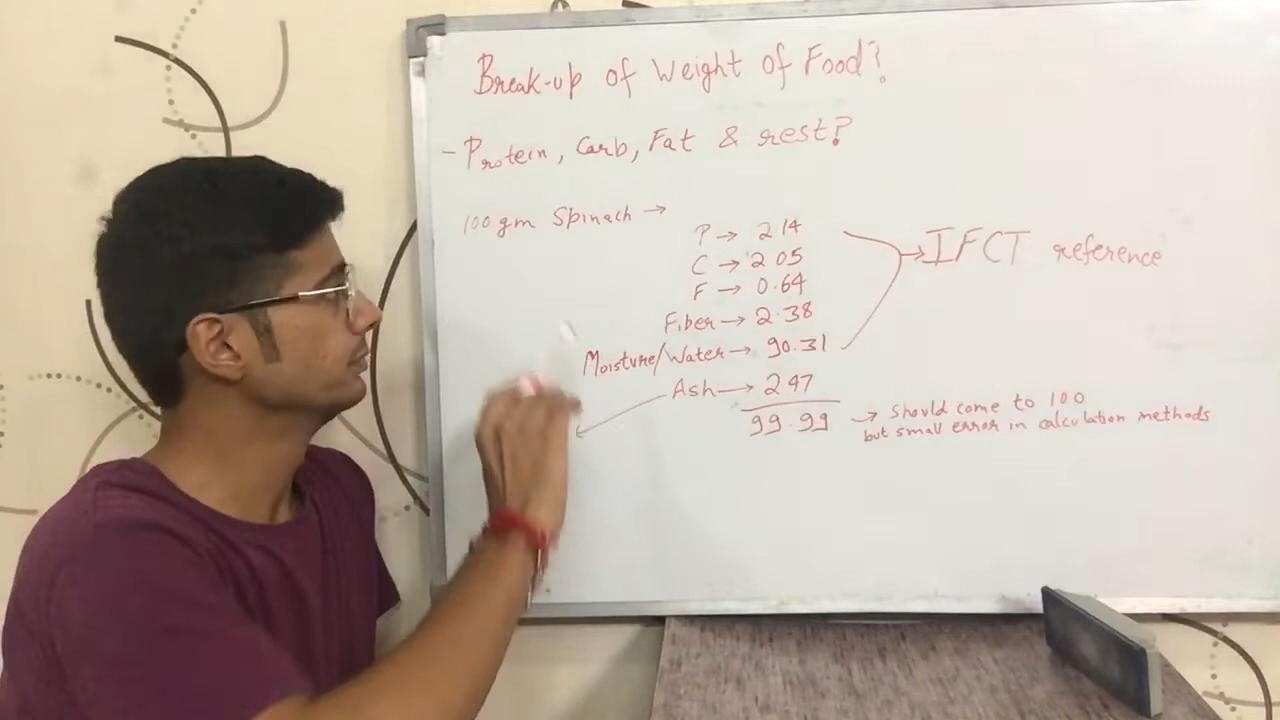 Break-up of Weight of Food?
- Protein, Carb, Fat & rest?
100 gm Spinach →
P → 2.14
C → 2.05
F → 0.64
Fiber → 2.38
Moisture/Water → 90.31
Ash → 2.47
99.99 → Should come to 100
but small error in calculation methods
→ IFCT reference